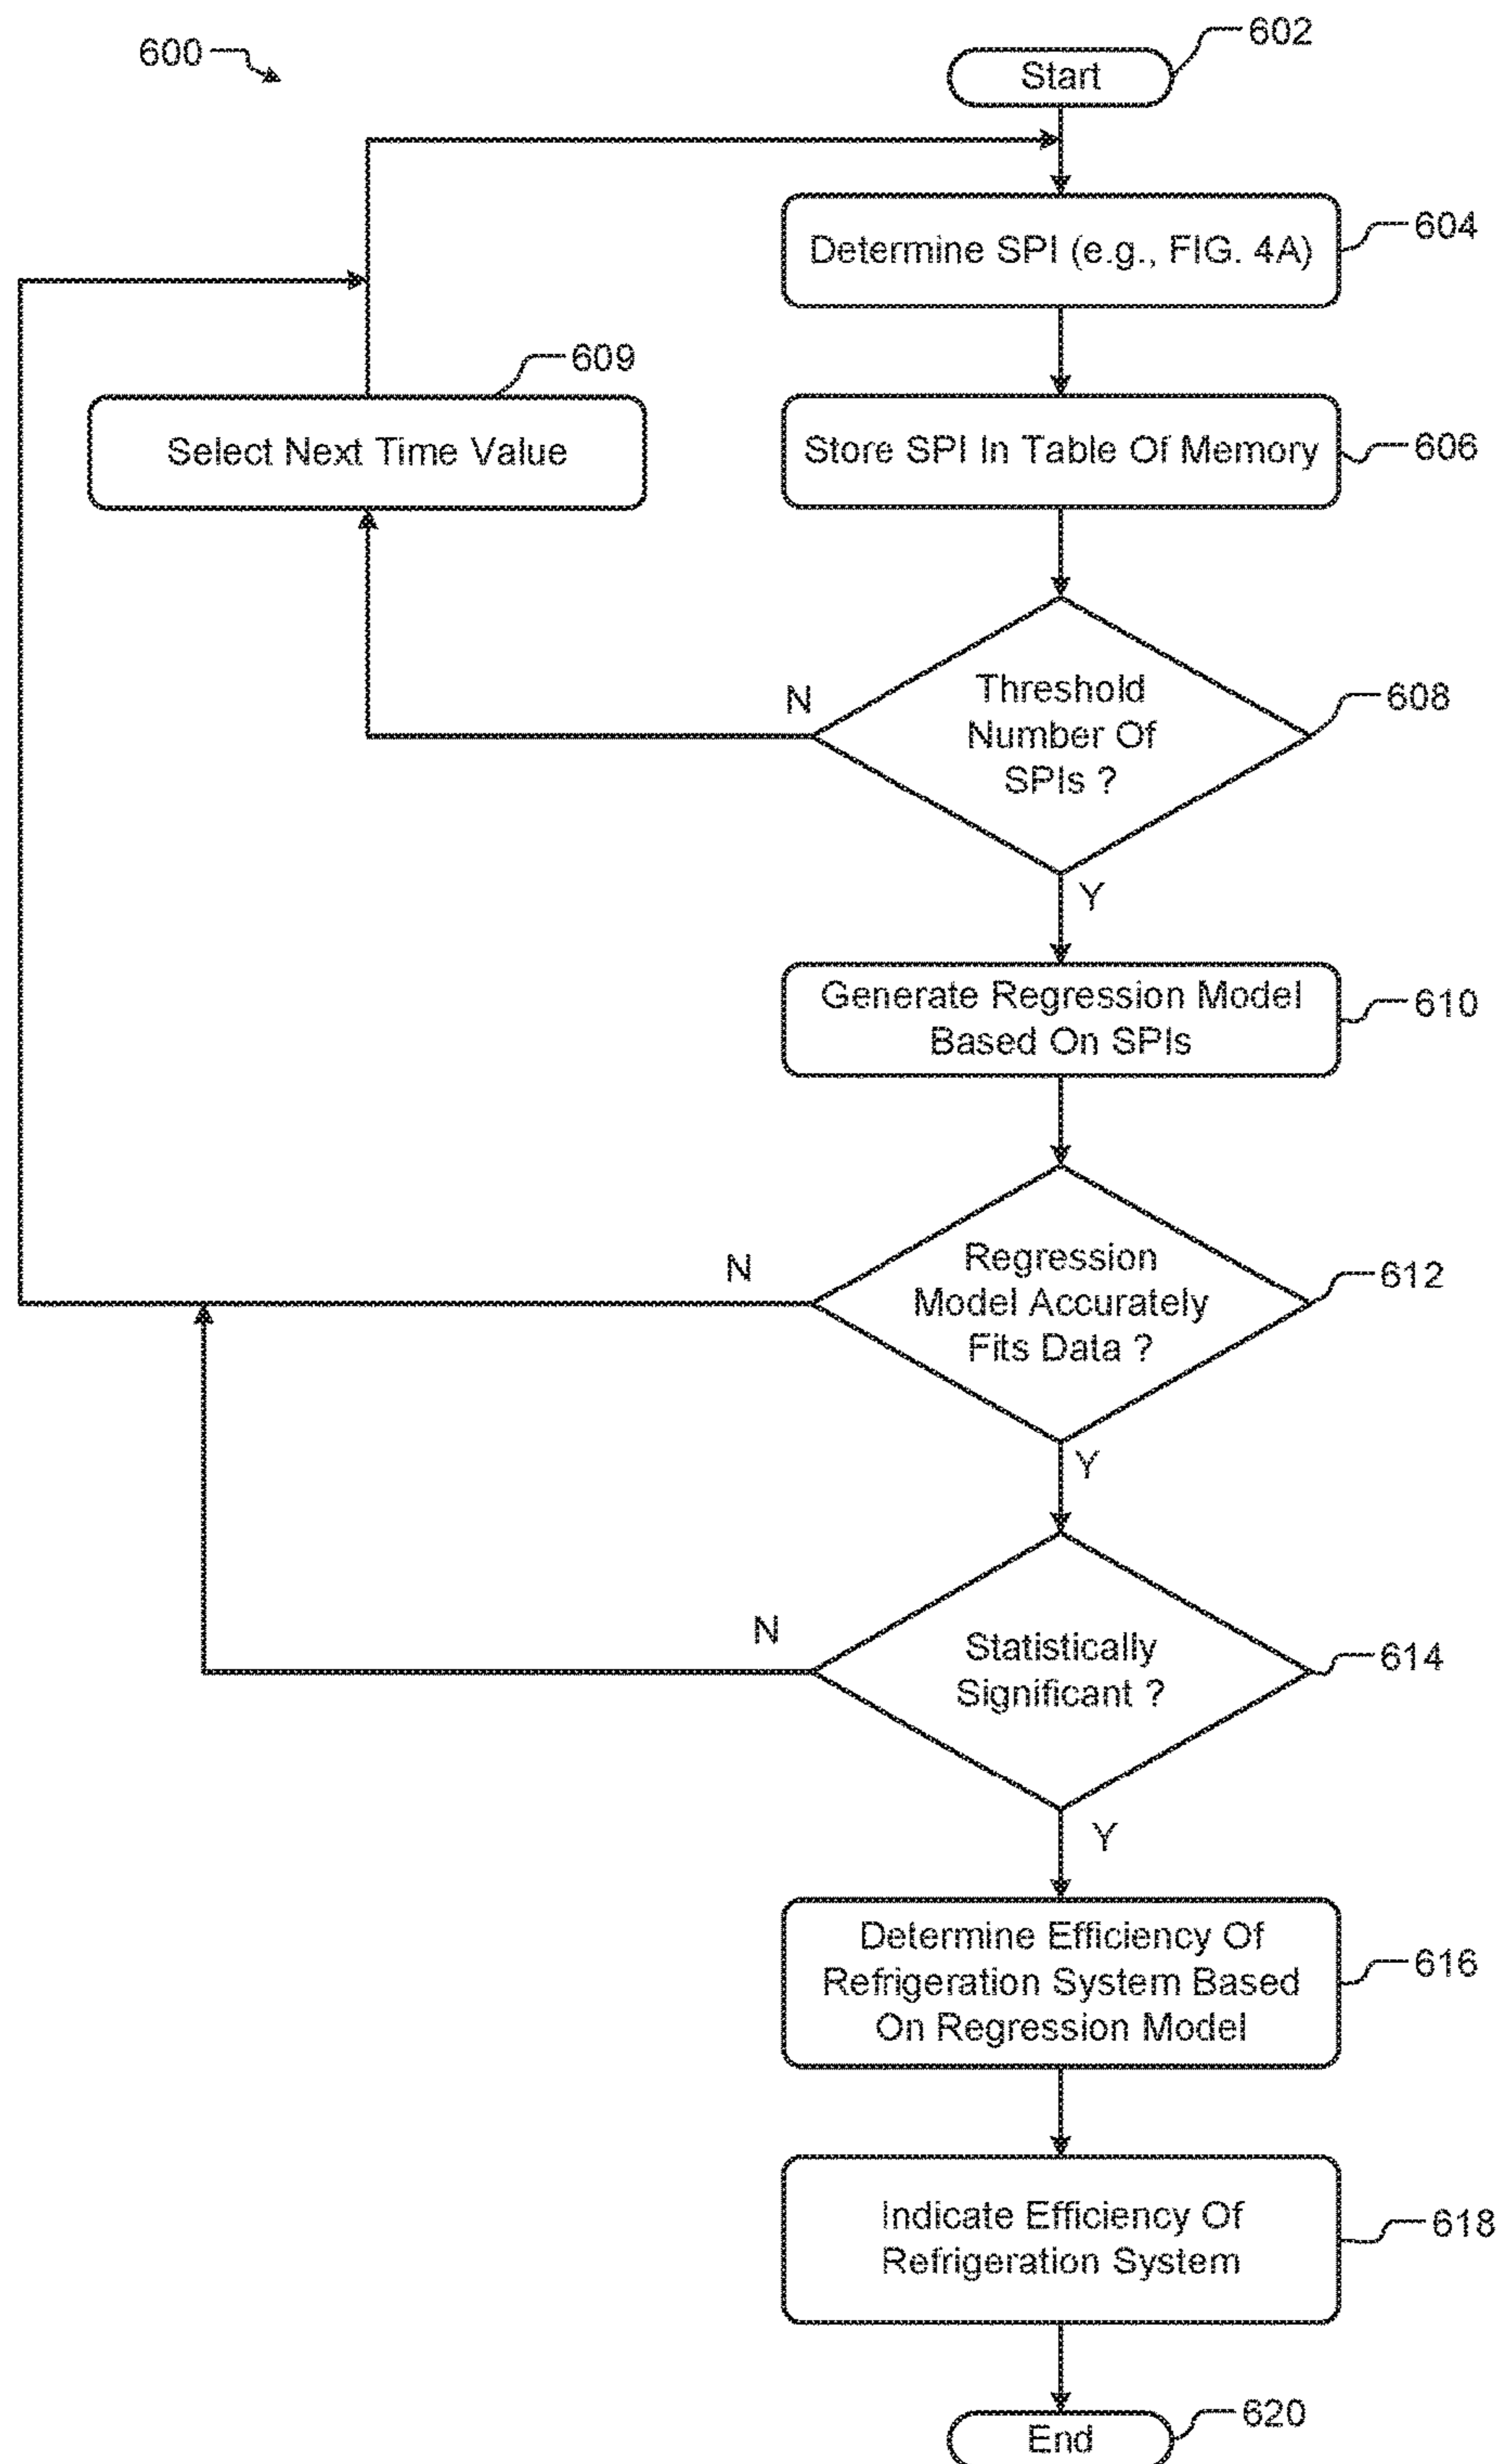 600
602
Start
Determine SPI (e.g., FIG. 4A)
604
609
Select Next Time Value
Store SPI In Table Of Memory
606
N
Threshold
Number Of
SPIs ?
608
Y
Generate Regression Model
Based On SPIs
610
N
Regression
Model Accurately
Fits Data ?
612
Y
N
Statistically
Significant ?
614
Y
Determine Efficiency Of
Refrigeration System Based
On Regression Model
616
Indicate Efficiency Of
Refrigeration System
618
End
620